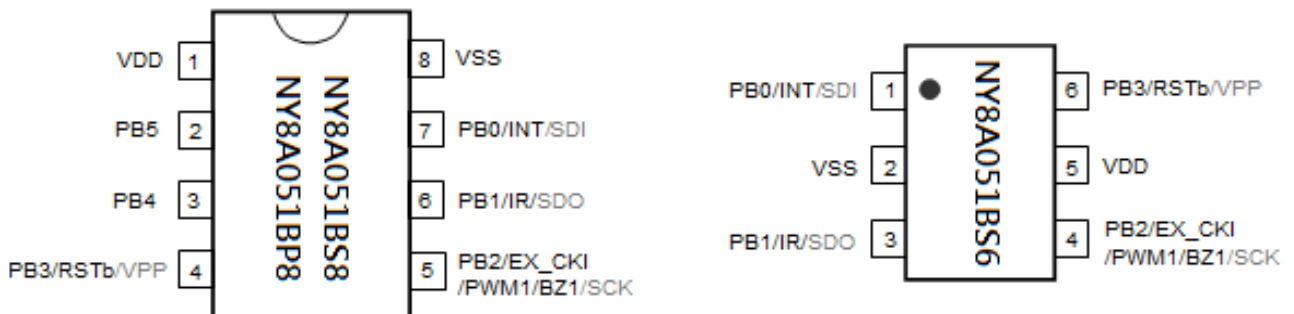 VDD 1
8 VSS
PB5 2
7 PB0/INT/SDI
PB4 3
6 PB1/IR/SDO
PB3/RSTb/VPP 4
5 PB2/EX_CKI
/PWM1/BZ1/SCK
NY8A051BS8
NY8A051BP8
PB0/INT/SDI 1
6 PB3/RSTb/VPP
VSS 2
5 VDD
PB1/IR/SDO 3
4 PB2/EX_CKI
/PWM1/BZ1/SCK
NY8A051BS6